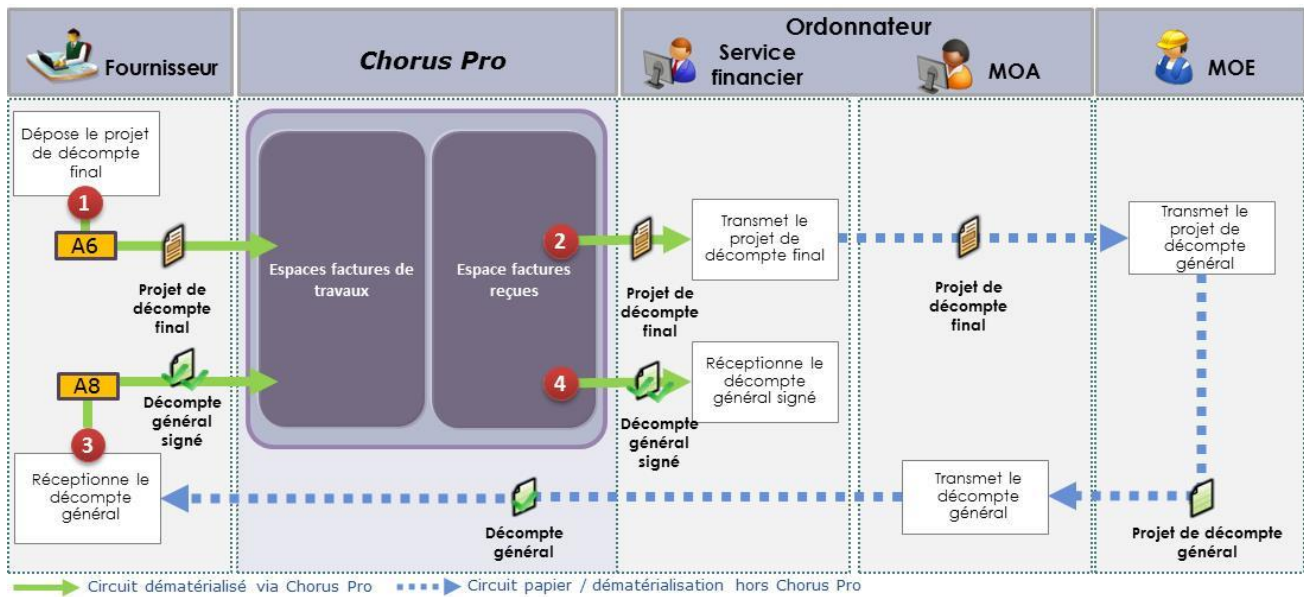 Fournisseur
Chorus Pro
Ordonnateur
Service
financier
MOA
MOE
Dépose le projet
de décompte
final
1
A6
Projet de
décompte
final
Espaces factures de
travaux
Espace factures
reçues
2
Projet de
décompte
final
Transmet le
projet de
décompte final
Projet de
décompte
final
Transmet le
projet de
décompte
général
A8
Décompte
général
signé
3
4
Décompte
général
signé
Réceptionne le
décompte
général signé
Réceptionne le
décompte
général
Décompte
général
Transmet le
décompte
général
Projet de décompte
général
Circuit dématérialisé via Chorus Pro
Circuit papier / dématérialisation hors Chorus Pro